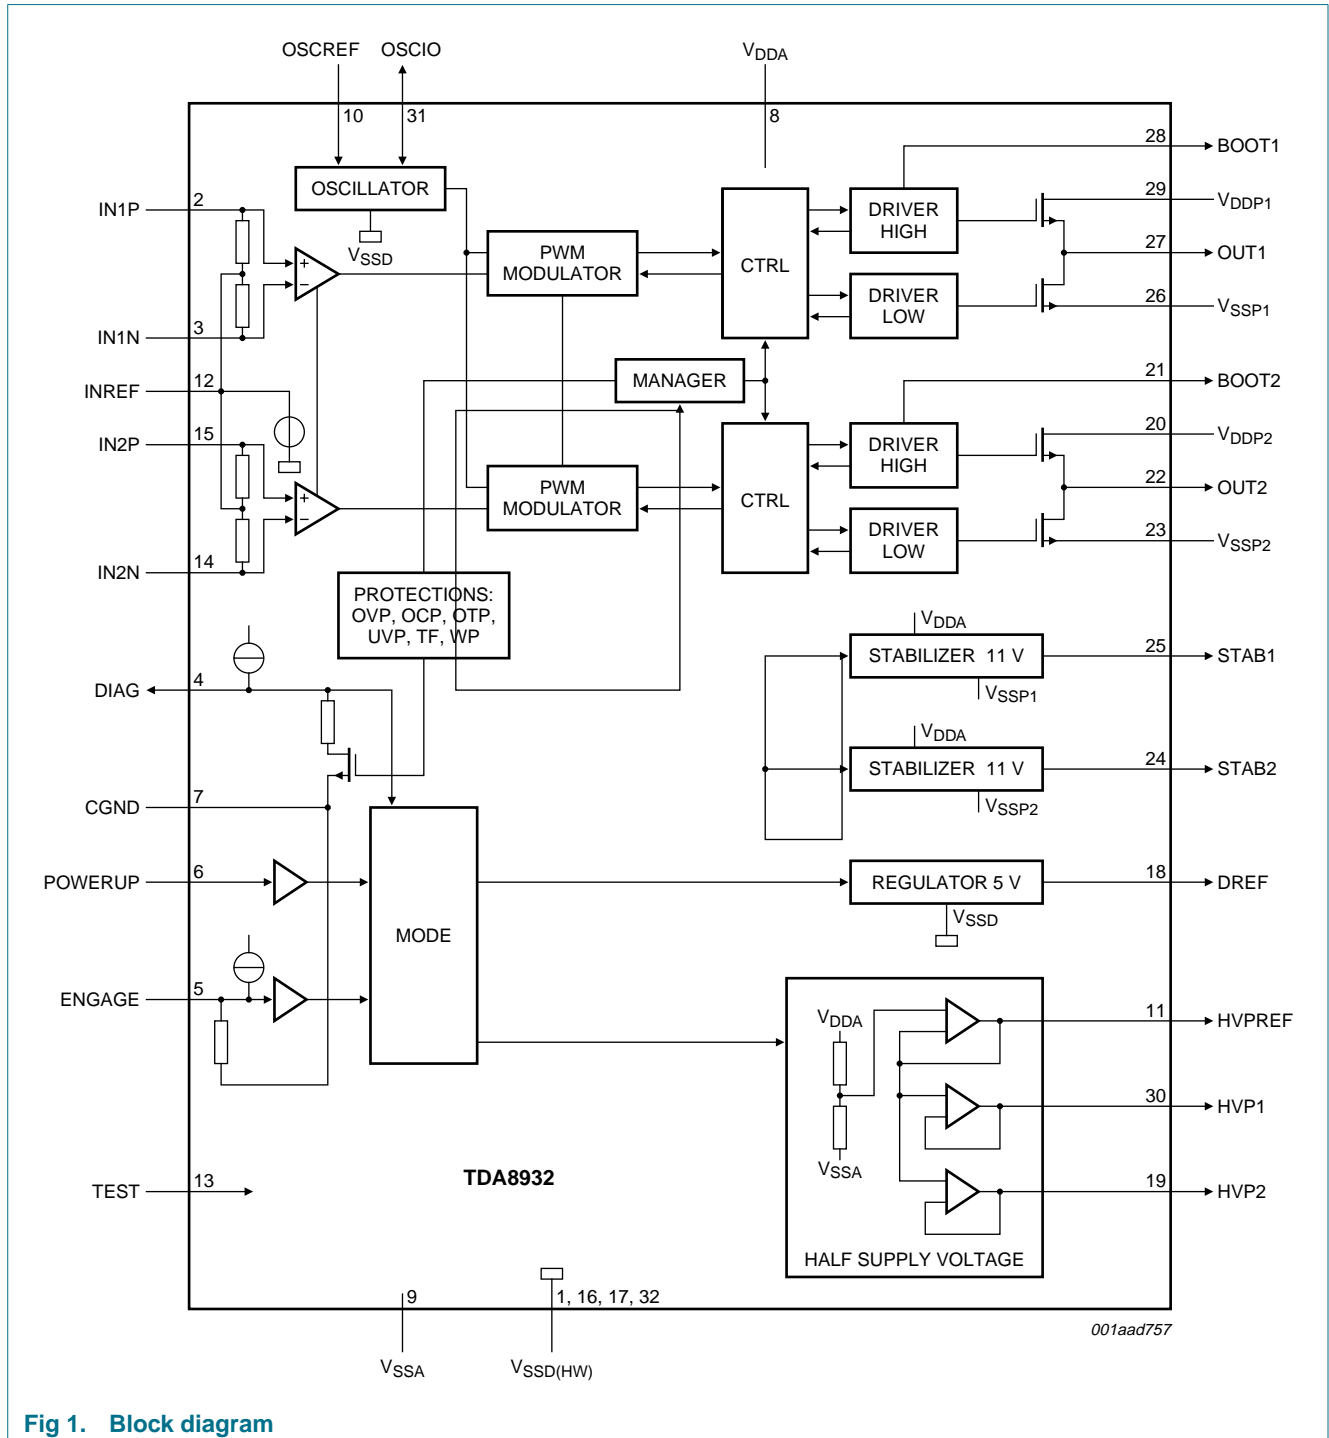 OSCREF OSCIO VDDA
10 31 8
28 BOOT1
OSCILLATOR
VSSD
IN1P 2
29 VDDP1
DRIVER
HIGH
PWM
MODULATOR
CTRL
27 OUT1
+
−
DRIVER
LOW
26 VSSP1
IN1N 3
INREF 12
MANAGER
21 BOOT2
IN2P 15
20 VDDP2
DRIVER
HIGH
PWM
MODULATOR
CTRL
22 OUT2
+
−
DRIVER
LOW
23 VSSP2
IN2N 14
PROTECTIONS:
OVP, OCP, OTP,
UVP, TF, WP
VDDA
STABILIZER 11 V
25 STAB1
VSSP1
DIAG 4
VDDA
STABILIZER 11 V
24 STAB2
VSSP2
CGND 7
POWERUP 6
REGULATOR 5 V
18 DREF
VSSD
MODE
ENGAGE 5
VDDA
11 HVPREF
30 HVP1
VSSA
TEST 13
TDA8932
19 HVP2
HALF SUPPLY VOLTAGE
9
1, 16, 17, 32
001aad757
VSSA VSSD(HW)
Fig 1. Block diagram